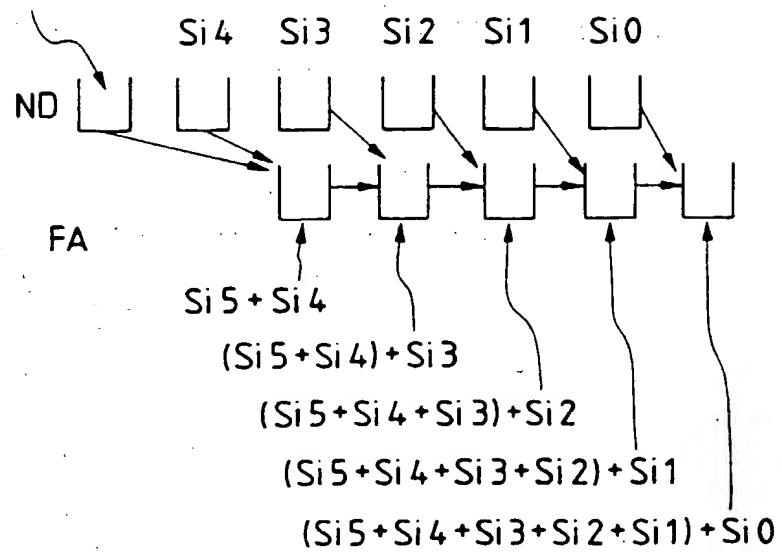 Si4 Si3 Si2 Si1 Si0
ND
FA
Si5+Si4
(Si5+Si4)+Si3
(Si5+Si4+Si3)+Si2
(Si5+Si4+Si3+Si2)+Si1
(Si5+Si4+Si3+Si2+Si1)+Si0